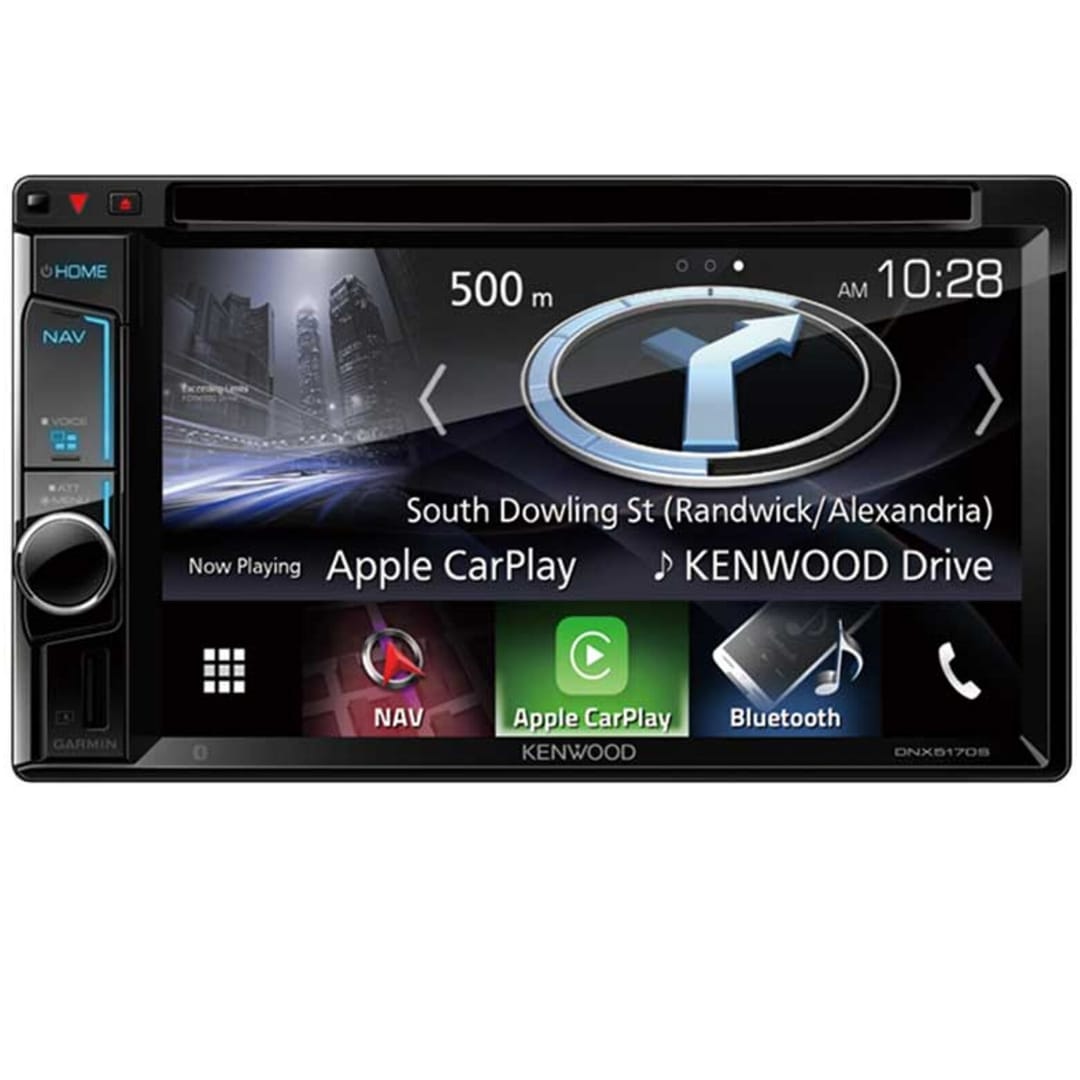 HOME
NAV
VOICE
ATT
MENU
GARMIN
500 m
AM 10:28
South Dowling St (Randwick/Alexandria)
Now Playing Apple CarPlay ♪ KENWOOD Drive
NAV
Apple CarPlay
Bluetooth
KENWOOD
DNX5170S